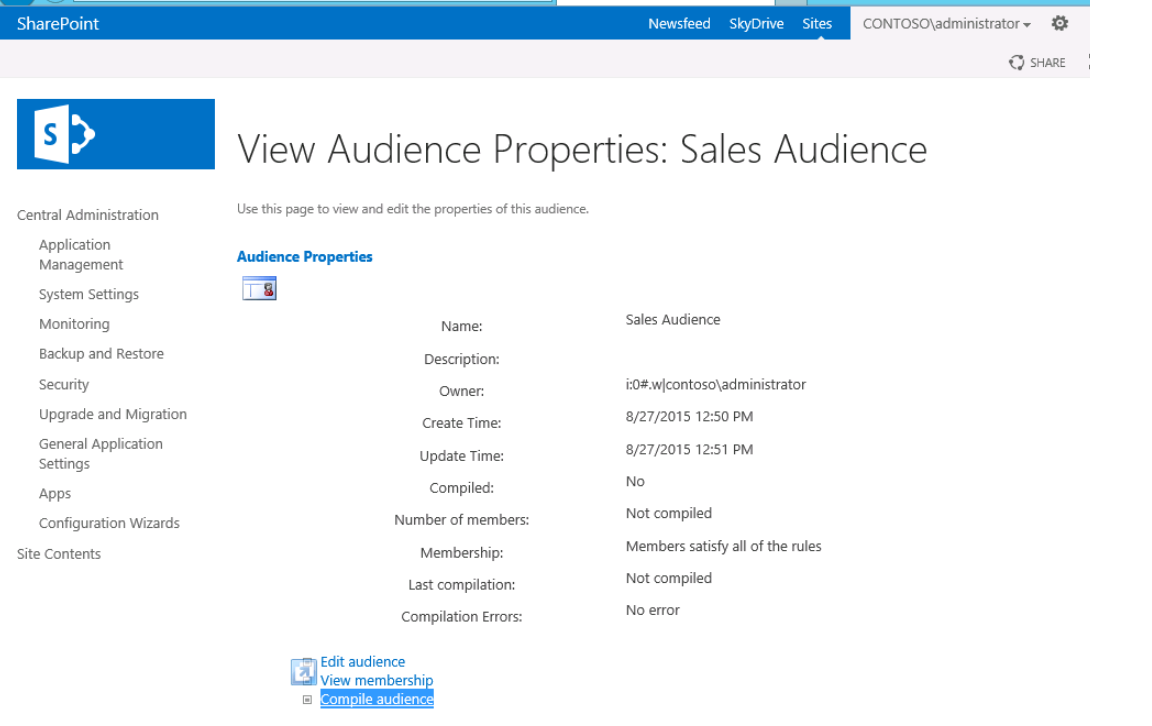 SharePoint
Newsfeed SkyDrive Sites CONTOSO\administrator
SHARE
S
View Audience Properties: Sales Audience
Use this page to view and edit the properties of this audience.
Central Administration
Application
Management
System Settings
Monitoring
Backup and Restore
Security
Upgrade and Migration
General Application
Settings
Apps
Configuration Wizards
Site Contents
Audience Properties
Name: Sales Audience
Description:
Owner: i:0#.w|contoso\administrator
Create Time: 8/27/2015 12:50 PM
Update Time: 8/27/2015 12:51 PM
Compiled: No
Number of members: Not compiled
Membership: Members satisfy all of the rules
Last compilation: Not compiled
Compilation Errors: No error
Edit audience
View membership
Compile audience